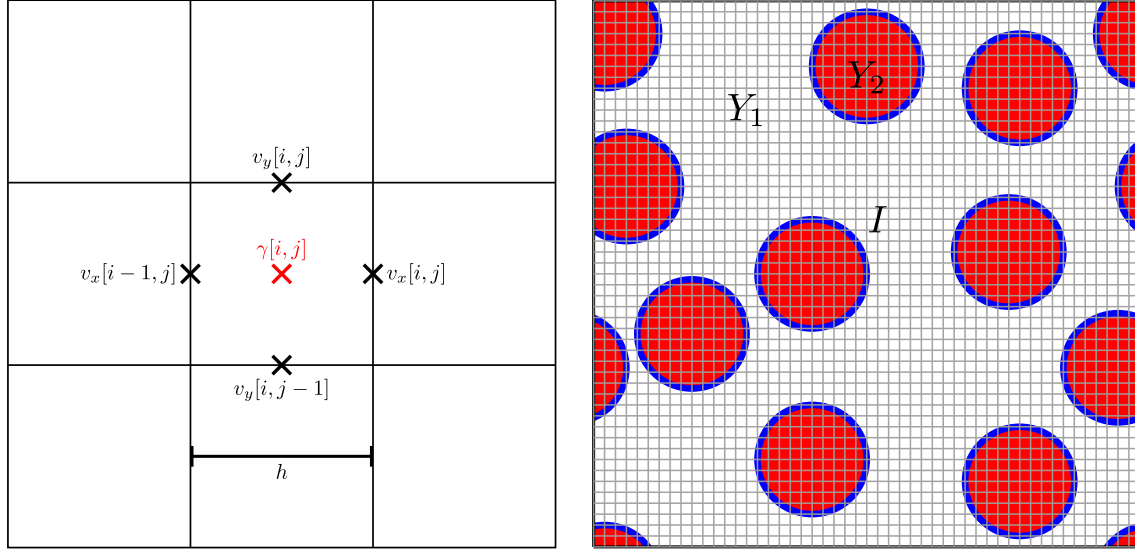 v_y[i, j]
γ[i, j]
v_x[i − 1, j]
v_x[i, j]
v_y[i, j − 1]
h
Y_2
Y_1
I